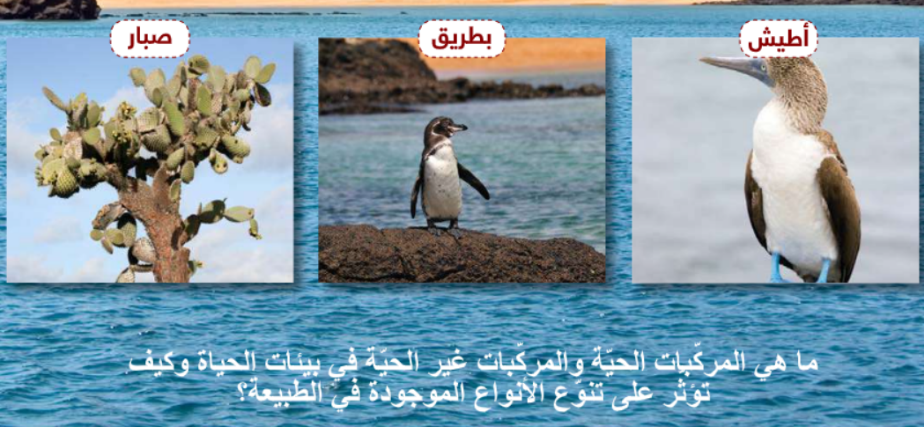 أطيش
بطريق
صبار
ما هي المركّبات الحيّة والمركّبات غير الحيّة في بيئات الحياة وكيف
تؤثر على تنوّع الأنواع الموجودة في الطبيعة؟